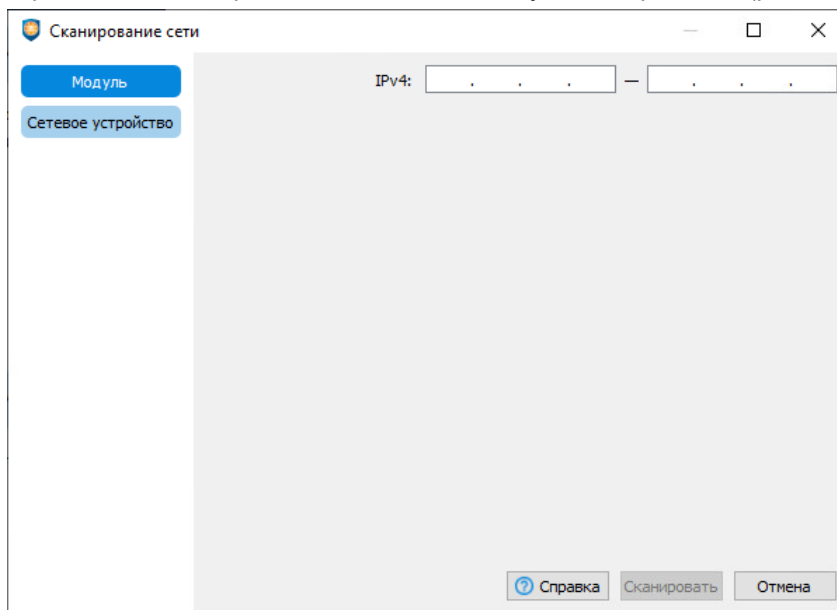 Сканирование сети
Модуль
IPv4: . . . — . . .
Сетевое устройство
Справка Сканировать Отмена